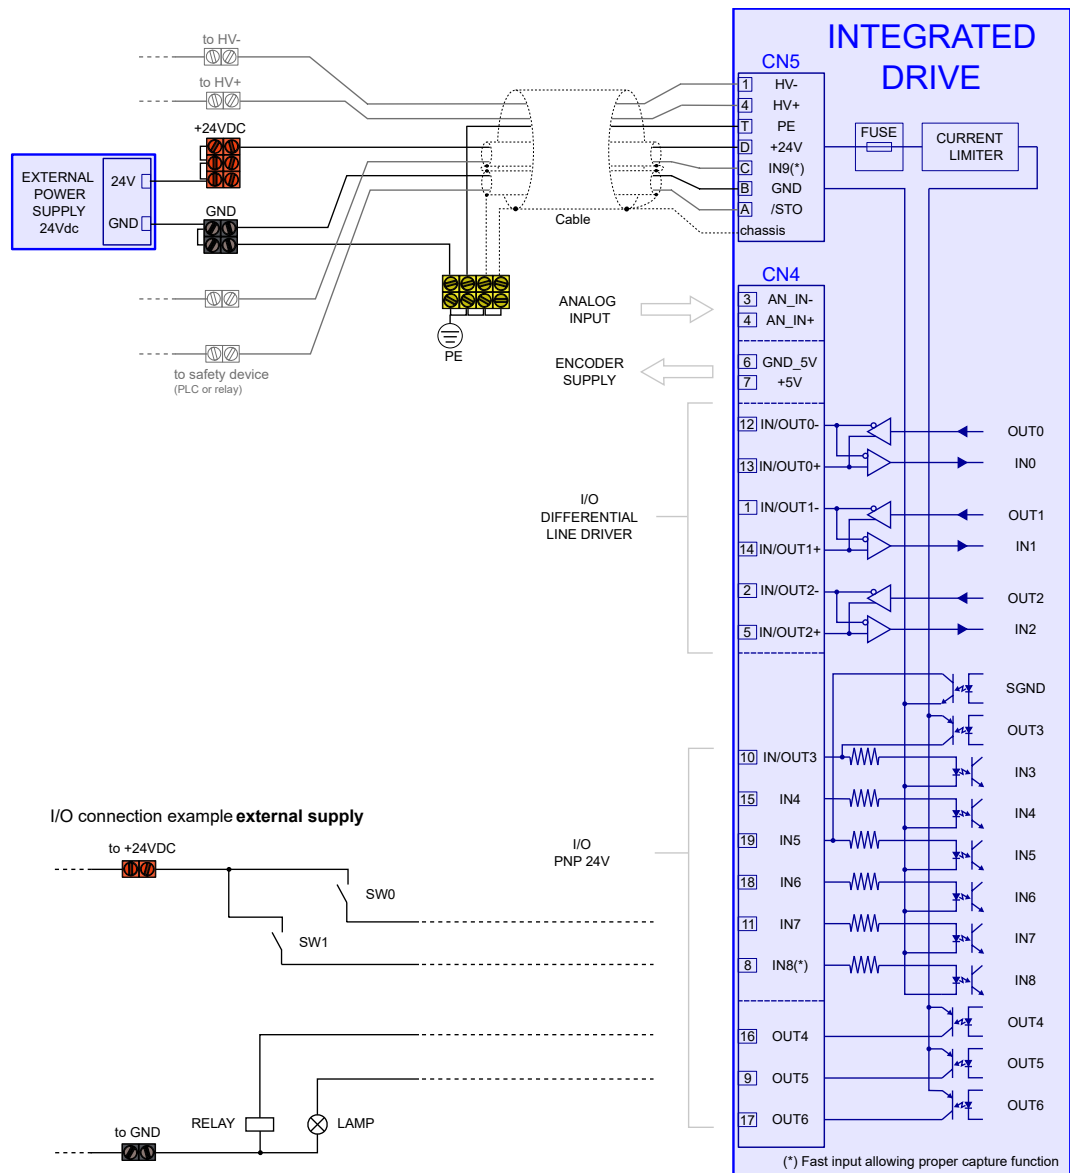 INTEGRATED
DRIVE
to HV-
to HV+
+24VDC
EXTERNAL
POWER
SUPPLY
24Vdc
24V
GND
GND
Cable
PE
to safety device
(PLC or relay)
CN5
1 HV-
4 HV+
T PE
D +24V
C IN9(*)
B GND
A /STO
chassis
FUSE
CURRENT
LIMITER
CN4
ANALOG
INPUT
3 AN_IN-
4 AN_IN+
ENCODER
SUPPLY
6 GND_5V
7 +5V
I/O
DIFFERENTIAL
LINE DRIVER
12 IN/OUT0-
13 IN/OUT0+
1 IN/OUT1-
14 IN/OUT1+
2 IN/OUT2-
5 IN/OUT2+
OUT0
IN0
OUT1
IN1
OUT2
IN2
I/O
PNP 24V
10 IN/OUT3
15 IN4
19 IN5
18 IN6
11 IN7
8 IN8(*)
16 OUT4
9 OUT5
17 OUT6
SGND
OUT3
IN3
IN4
IN5
IN6
IN7
IN8
OUT4
OUT5
OUT6
I/O connection example external supply
to +24VDC
SW0
SW1
RELAY
LAMP
to GND
(*) Fast input allowing proper capture function